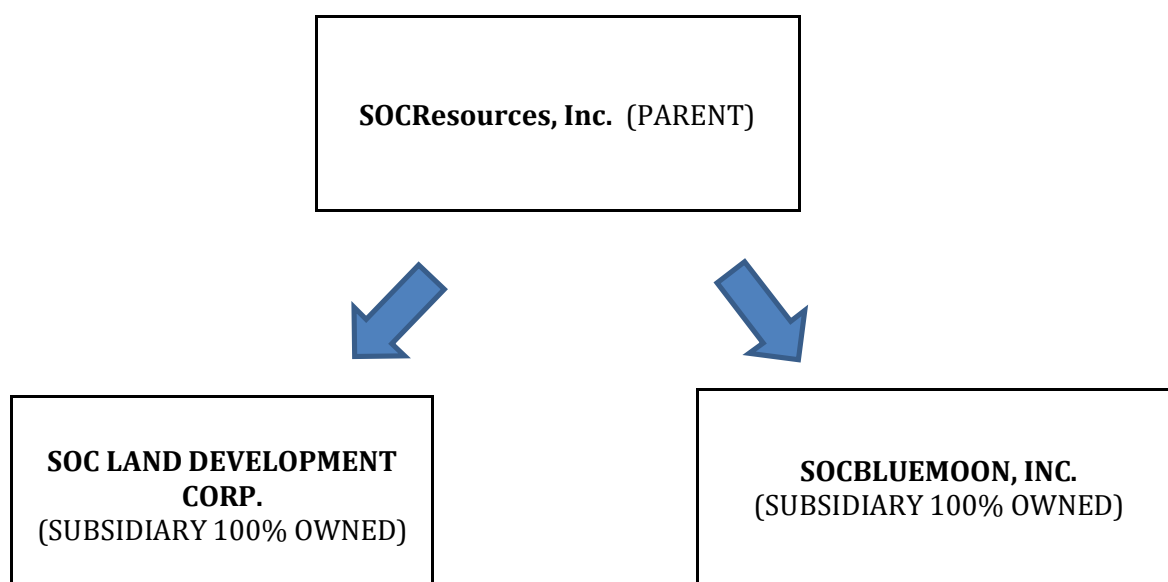 SOCResources, Inc. (PARENT)
SOC LAND DEVELOPMENT
CORP.
(SUBSIDIARY 100% OWNED)
SOCBLUEMOON, INC.
(SUBSIDIARY 100% OWNED)